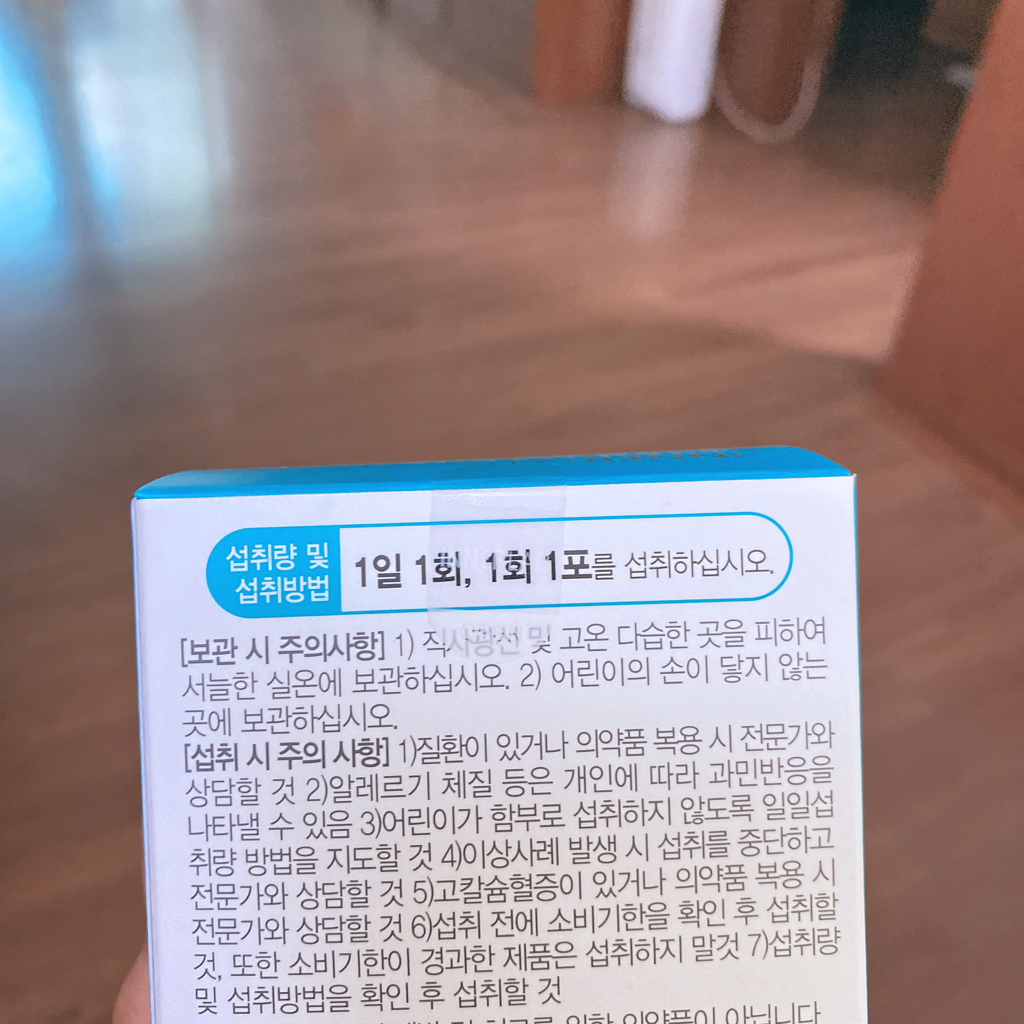 섭취량 및
섭취방법
1일 1회, 1회 1포를 섭취하십시오.
[보관 시 주의사항] 1) 직사광선 및 고온 다습한 곳을 피하여
서늘한 실온에 보관하십시오. 2) 어린이의 손이 닿지 않는
곳에 보관하십시오.
[섭취 시 주의 사항] 1)질환이 있거나 의약품 복용 시 전문가와
상담할 것 2)알레르기 체질 등은 개인에 따라 과민반응을
나타낼 수 있음 3)어린이가 함부로 섭취하지 않도록 일일섭
취량 방법을 지도할 것 4)이상사례 발생 시 섭취를 중단하고
전문가와 상담할 것 5)고칼슘혈증이 있거나 의약품 복용 시
전문가와 상담할 것 6)섭취 전에 소비기한을 확인 후 섭취할
것, 또한 소비기한이 경과한 제품은 섭취하지 말것 7)섭취량
및 섭취방법을 확인 후 섭취할 것
위한 의약품이 아닙니다.